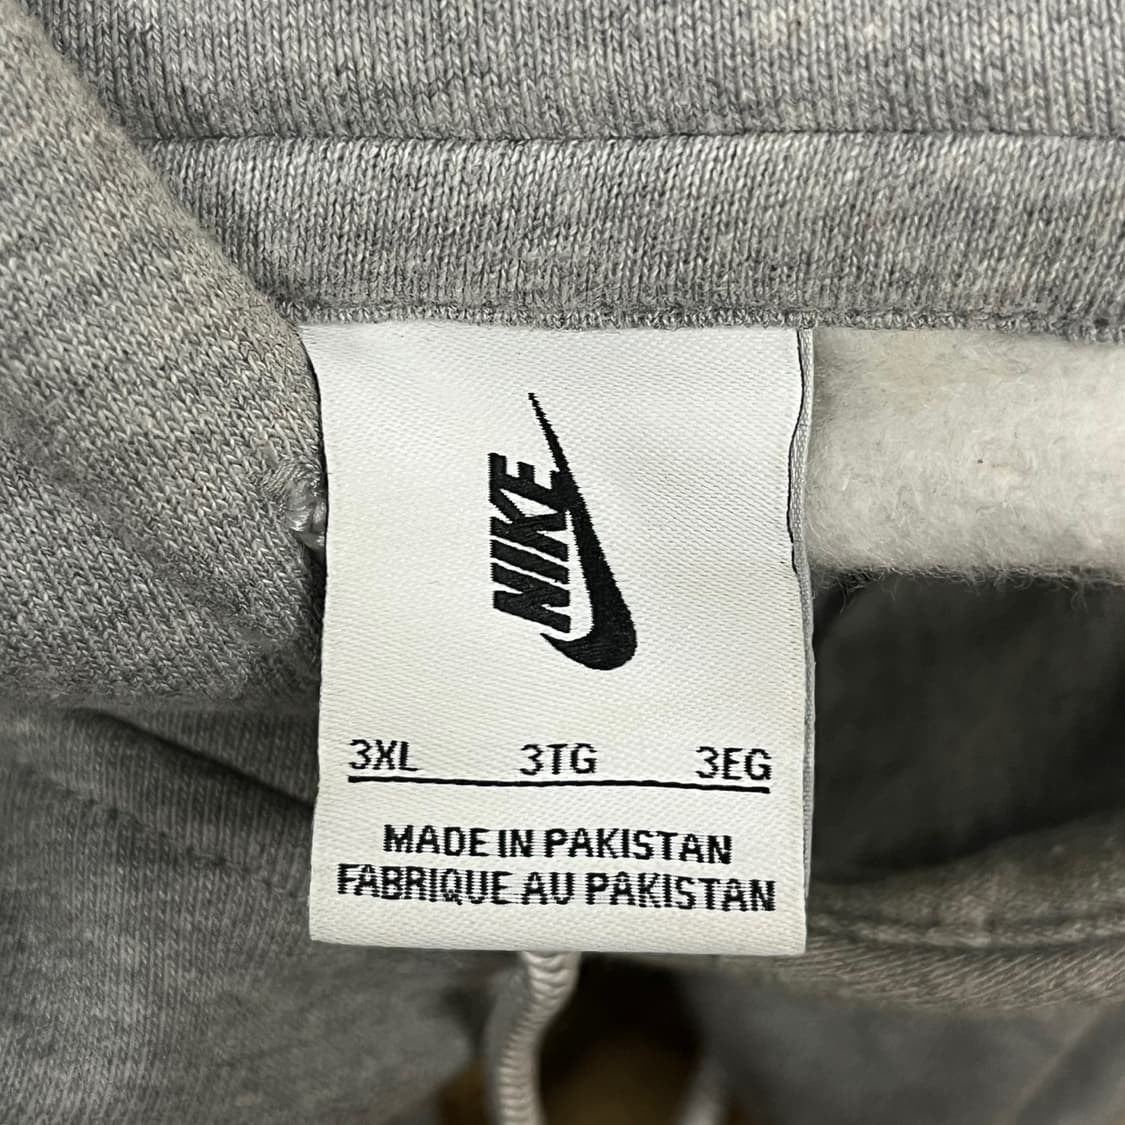 NIKE
3XL 3TG 3EG
MADE IN PAKISTAN
FABRIQUE AU PAKISTAN